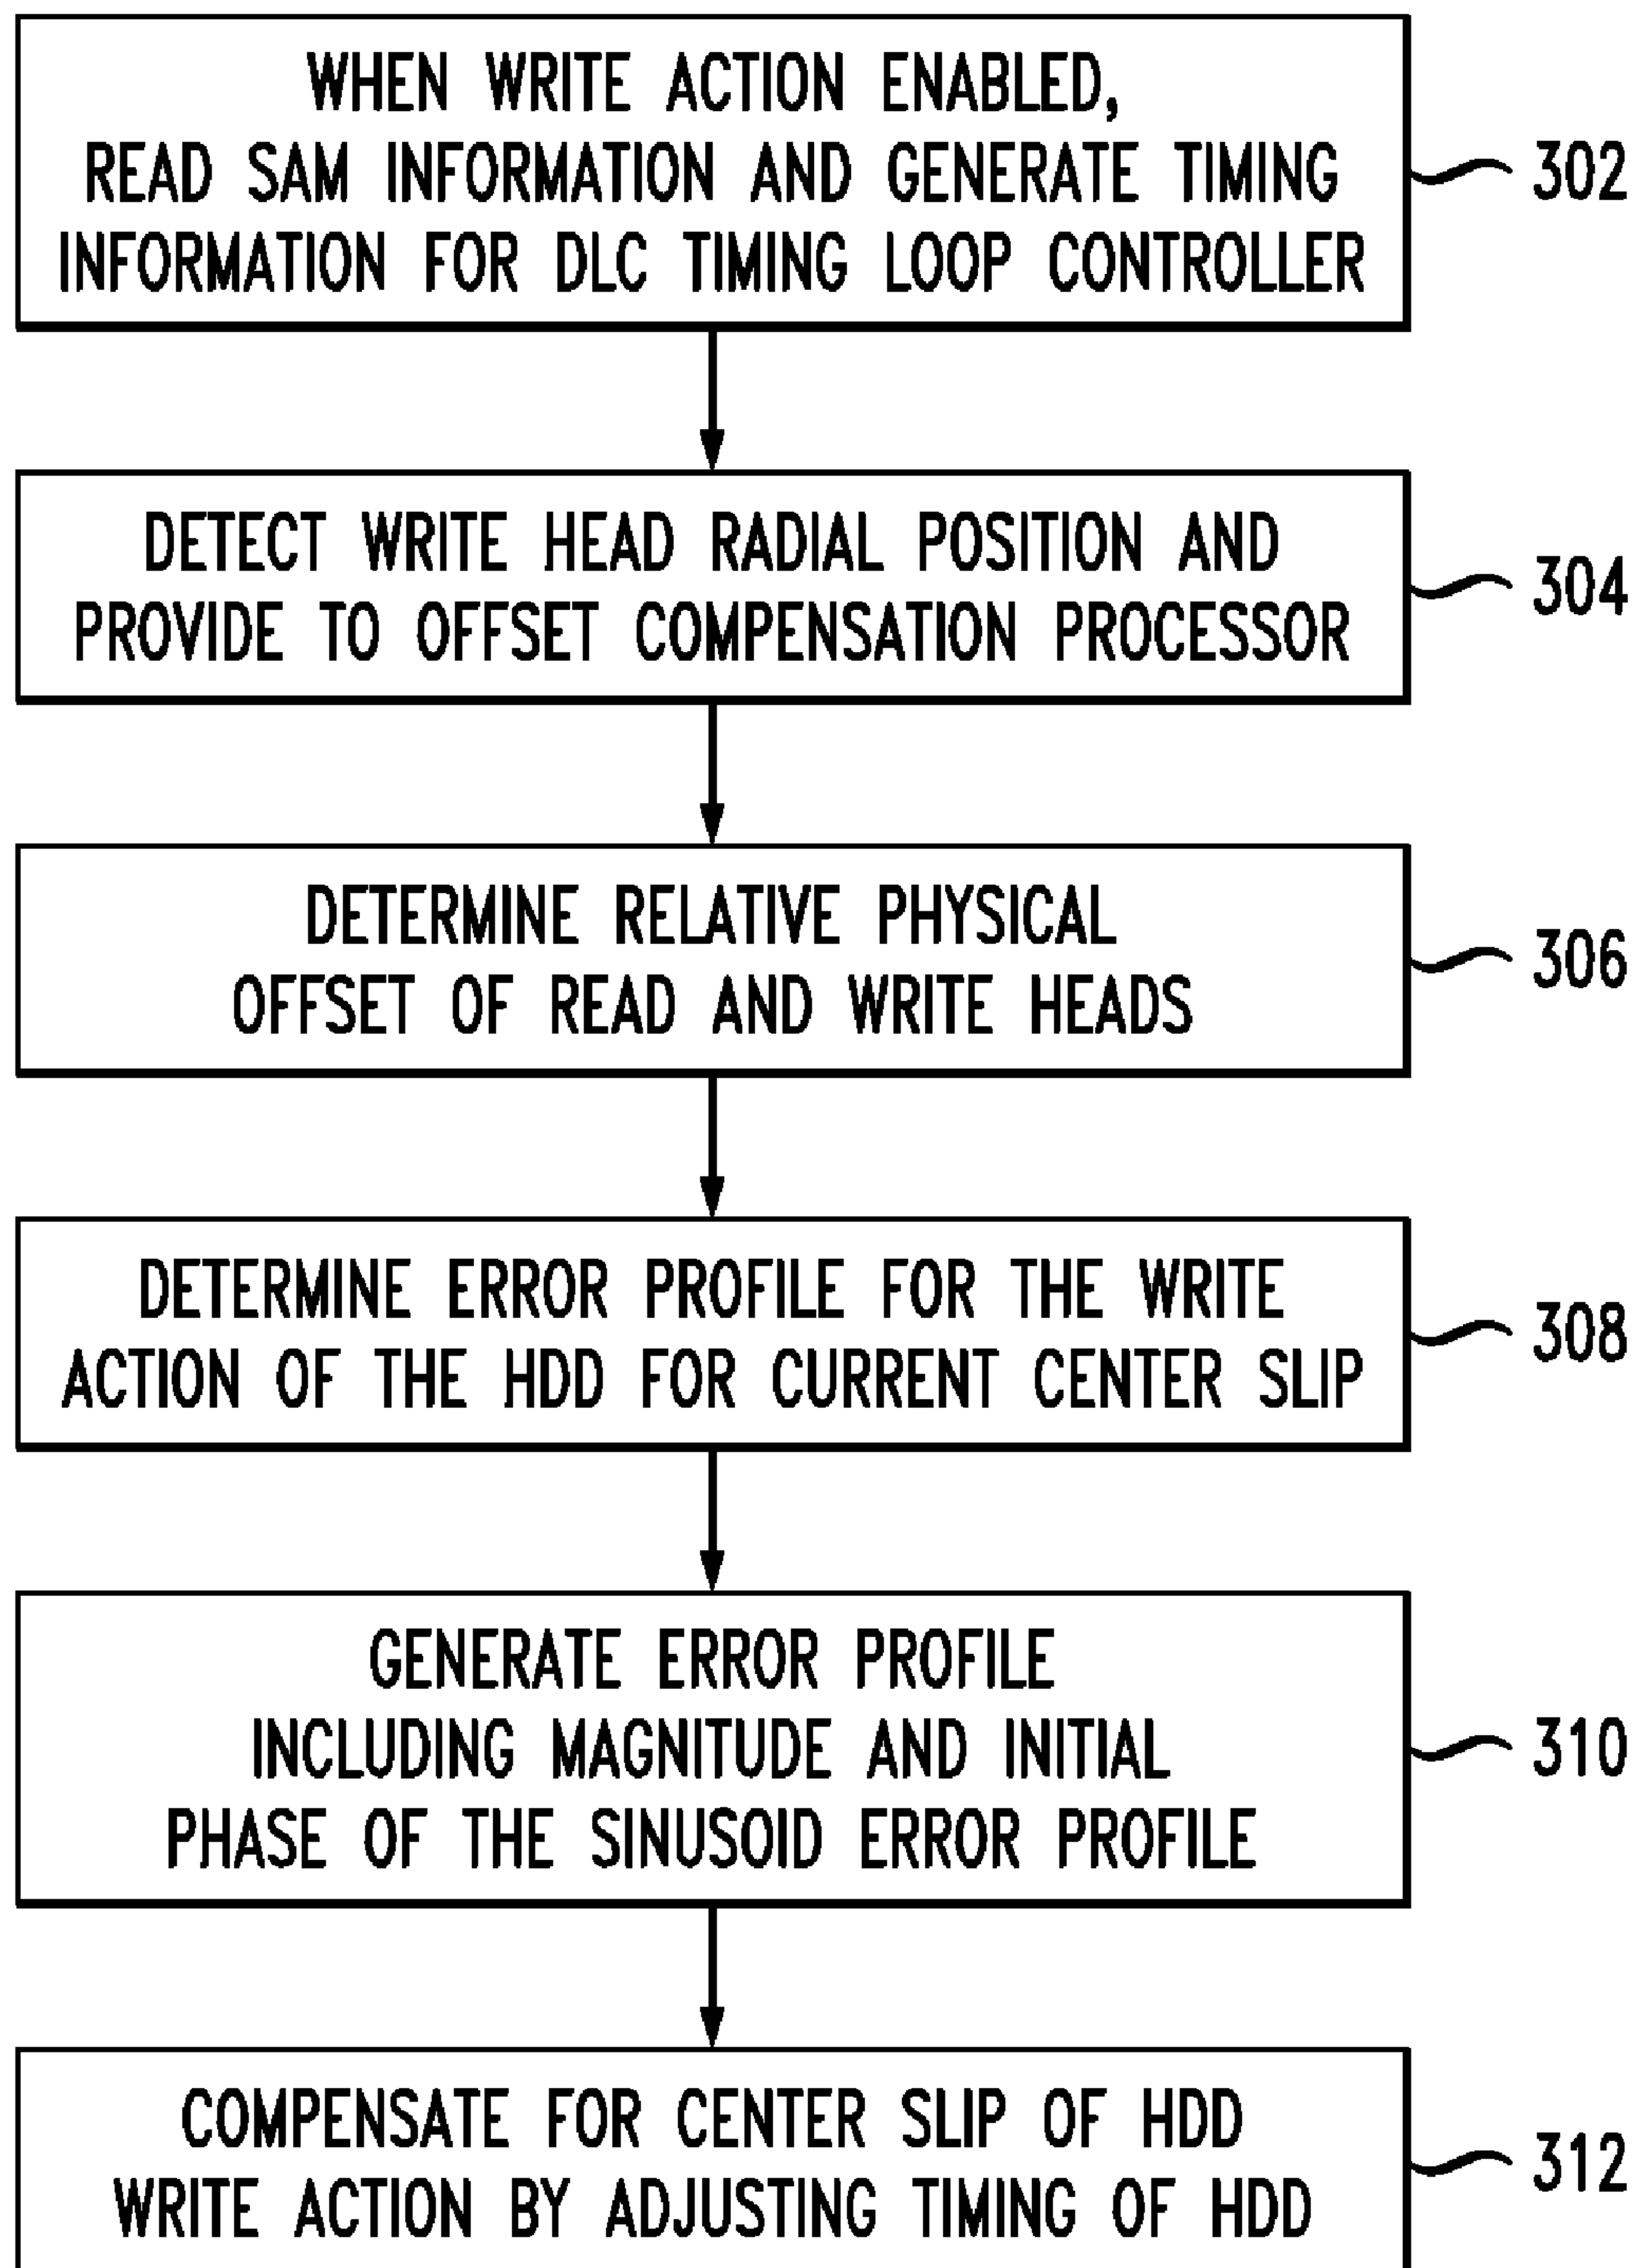 WHEN WRITE ACTION ENABLED,
READ SAM INFORMATION AND GENERATE TIMING
INFORMATION FOR DLC TIMING LOOP CONTROLLER
302
DETECT WRITE HEAD RADIAL POSITION AND
PROVIDE TO OFFSET COMPENSATION PROCESSOR
304
DETERMINE RELATIVE PHYSICAL
OFFSET OF READ AND WRITE HEADS
306
DETERMINE ERROR PROFILE FOR THE WRITE
ACTION OF THE HDD FOR CURRENT CENTER SLIP
308
GENERATE ERROR PROFILE
INCLUDING MAGNITUDE AND INITIAL
PHASE OF THE SINUSOID ERROR PROFILE
310
COMPENSATE FOR CENTER SLIP OF HDD
WRITE ACTION BY ADJUSTING TIMING OF HDD
312